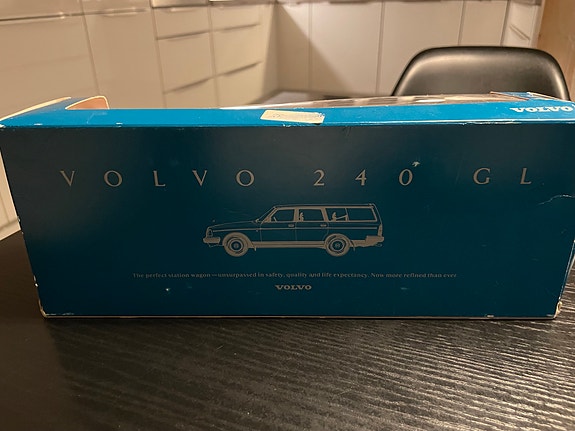 VOLVO
VOLVO 240 GL
The perfect station wagon—unsurpassed in safety, quality and life expectancy. Now more refined than ever.
VOLVO